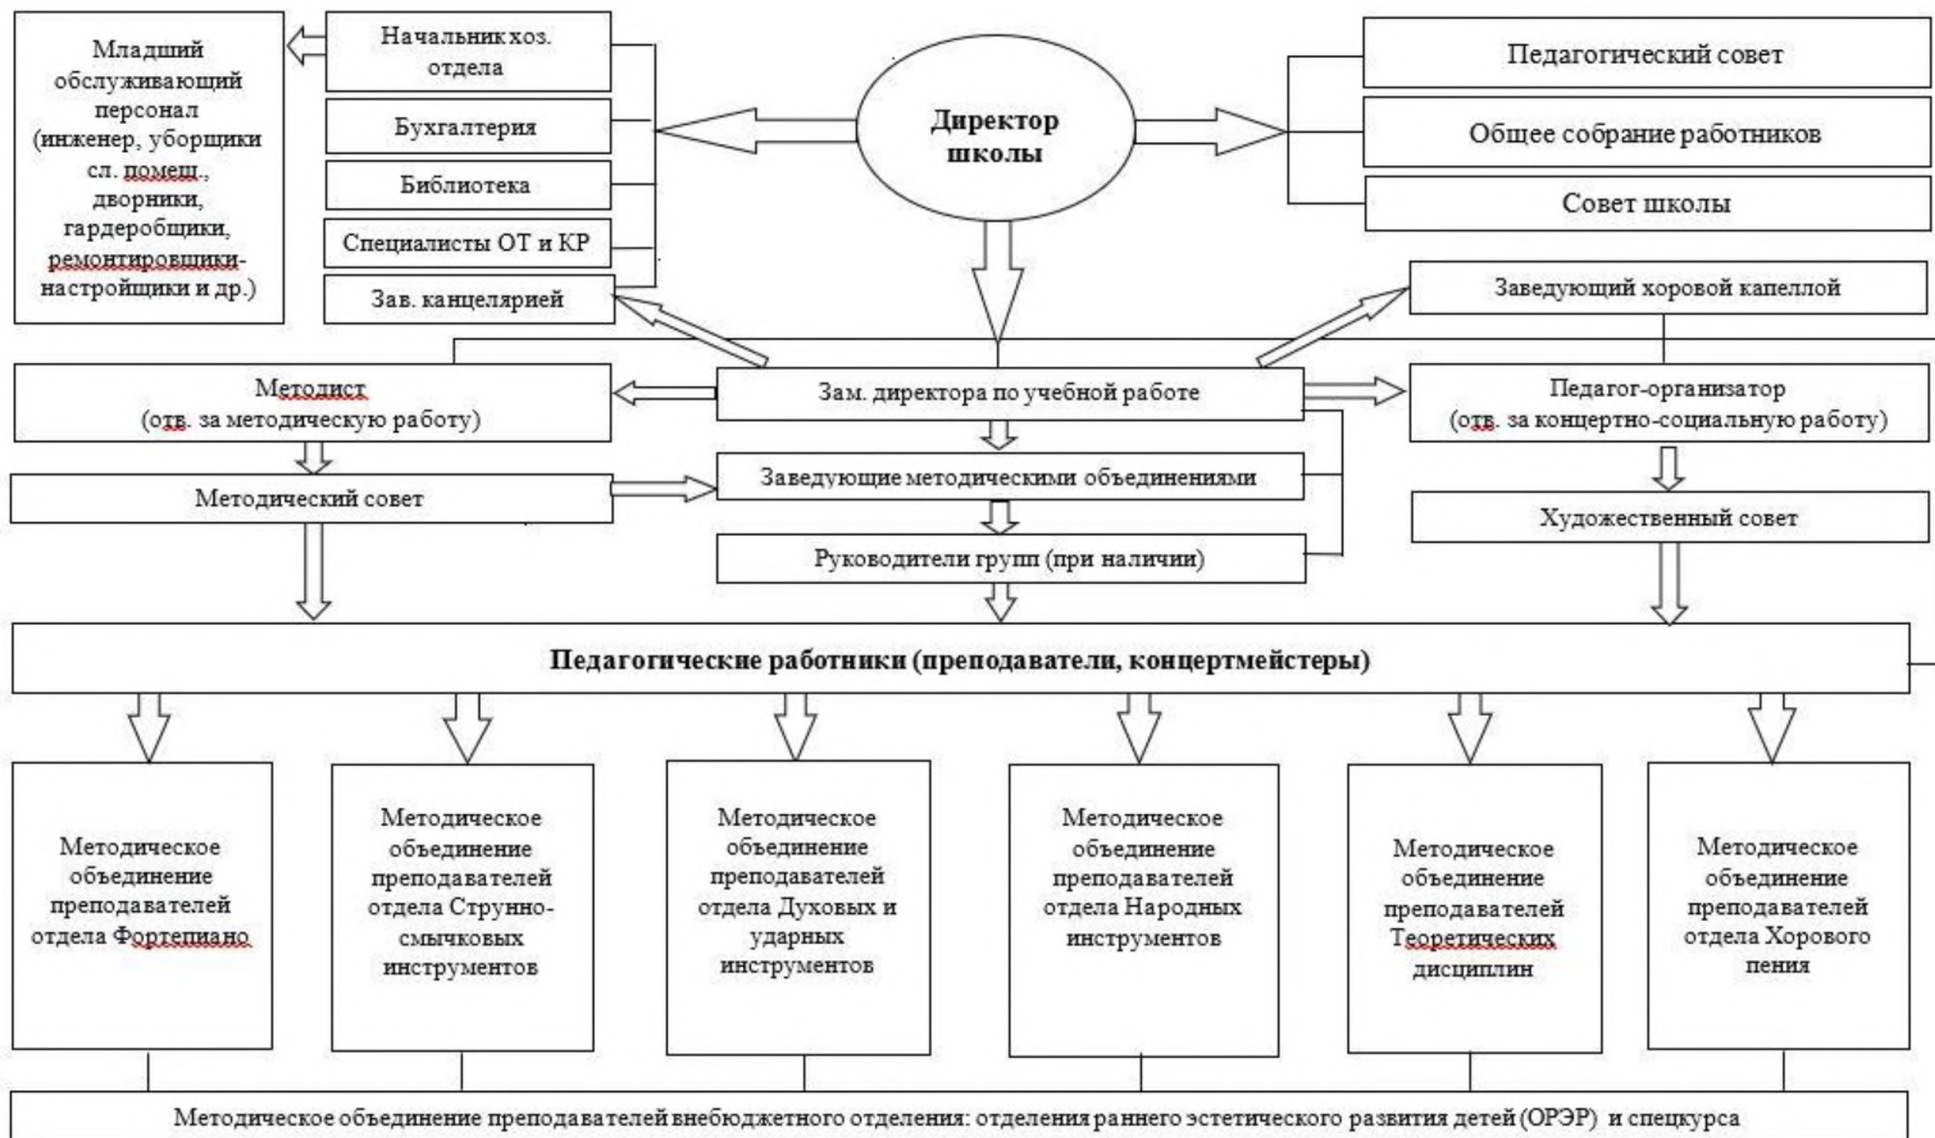 Младший
обслуживающий
персонал
(инженер, уборщики
сл. помещ.,
дворники,
гардеробщики,
ремонтировщики-
настройщики и др.)
Начальник хоз.
отдела
Бухгалтерия
Библиотека
Специалисты ОТ и КР
Зав. канцелярией
Директор
школы
Педагогический совет
Общее собрание работников
Совет школы
Заведующий хоровой капеллой
Методист
(отв. за методическую работу)
Зам. директора по учебной работе
Педагог-организатор
(отв. за концертно-социальную работу)
Методический совет
Заведующие методическими объединениями
Художественный совет
Руководители групп (при наличии)
Педагогические работники (преподаватели, концертмейстеры)
Методическое
объединение
преподавателей
отдела Фортепиано
Методическое
объединение
преподавателей
отдела Струнно-
смычковых
инструментов
Методическое
объединение
преподавателей
отдела Духовых и
ударных
инструментов
Методическое
объединение
преподавателей
отдела Народных
инструментов
Методическое
объединение
преподавателей
Теоретических
дисциплин
Методическое
объединение
преподавателей
отдела Хорового
пения
Методическое объединение преподавателей внебюджетного отделения: отделения раннего эстетического развития детей (ОРЭР) и спецкурса